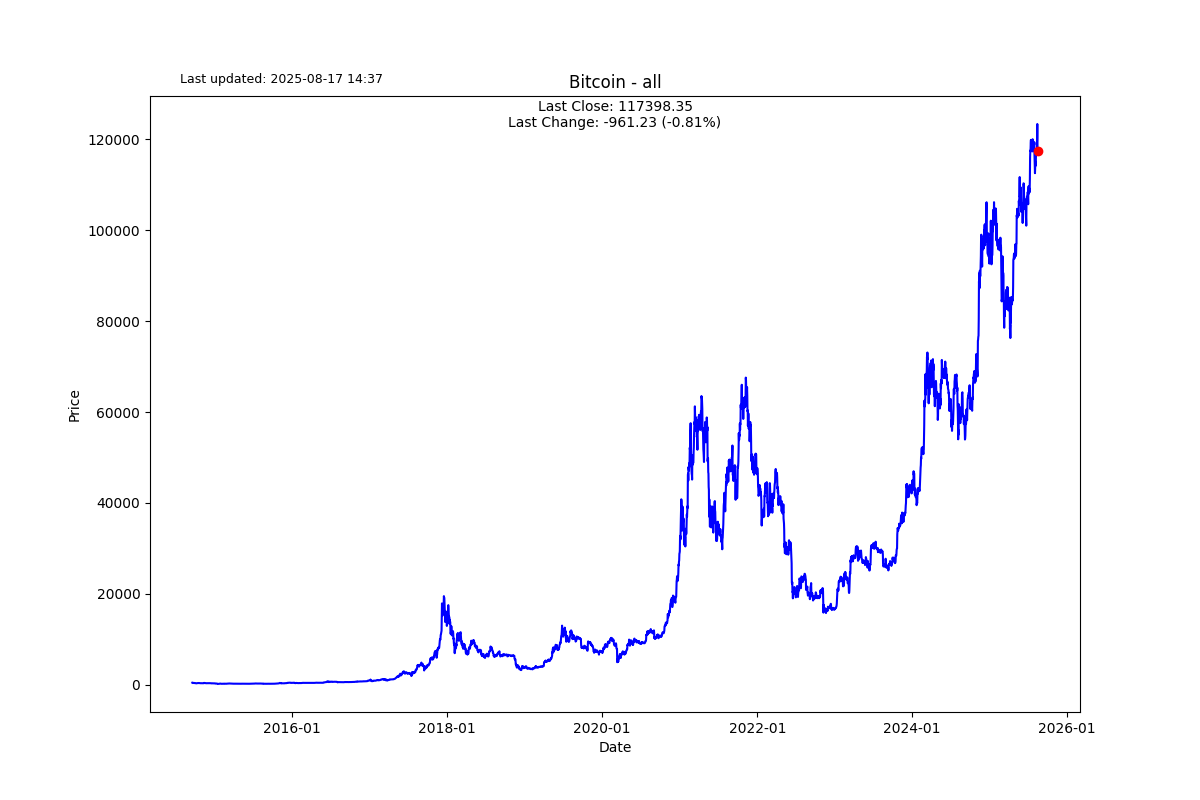 Last updated: 2025-08-17 14:37
Bitcoin - all
Last Close: 117398.35
Last Change: -961.23 (-0.81%)
120000
100000
80000
60000
40000
20000
0
Price
2016-01
2018-01
2020-01
2022-01
2024-01
2026-01
Date